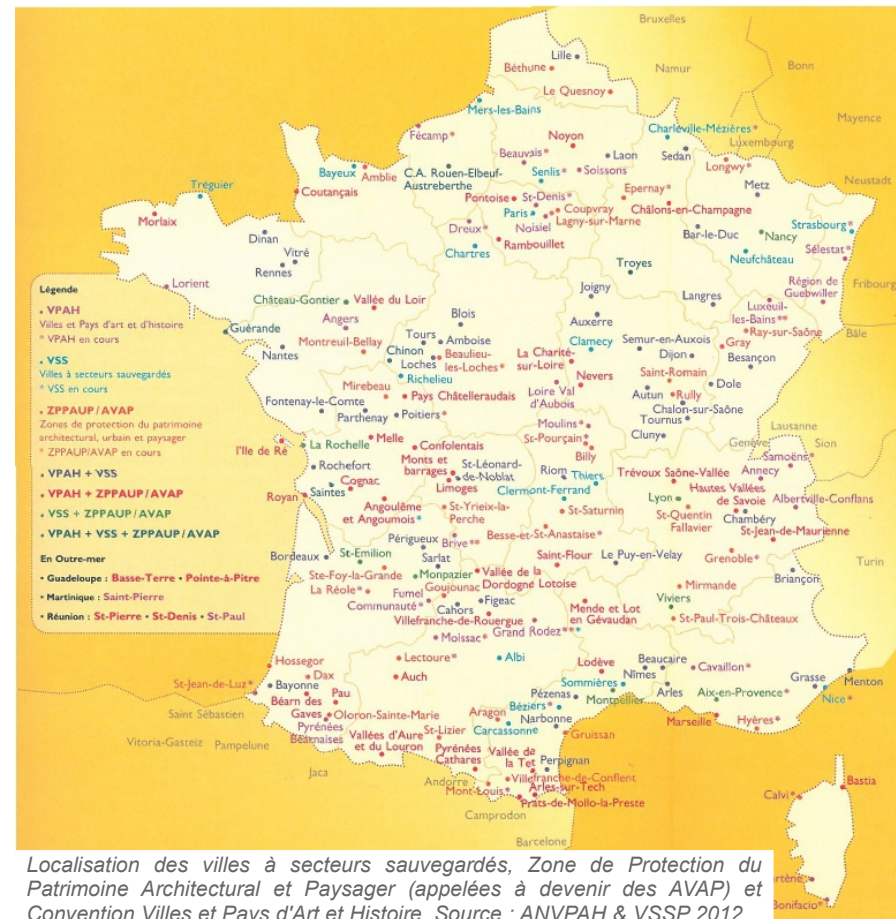 Bruxelles
Lille
Béthune
Namur
Bonn
Le Quesnoy
Mers-les-Bains
Mayence
Fécamp *
Noyon
Charleville-Mézières *
Luxembourg
Beauvais *
Laon
Sedan
Bayeux
Amblie
C.A. Rouen-Elbeuf-
Austreberthe
Senlis *
Soissons
Longwy *
Tréguier
Coutançais
Pontoise
St-Denis *
Epernay *
Metz
Neustadt
Paris
Coupvray
Châlons-en-Champagne
Morlaix
Noisiel
Lagny-sur-Marne
Strasbourg *
Dinan
Dreux *
Rambouillet
Bar-le-Duc
Nancy
Vitré
Chartres
Neufchâteau
Sélestat *
Rennes
Troyes
Lorient
Joigny
Langres
Région de
Guebwiller
Fribourg
Château-Gontier
Vallée du Loir
Blois
Luxeuil-
les-Bains **
Angers
Auxerre
Guérande
Tours
Amboise
Ray-sur-Saône
Bâle
Nantes
Montreuil-Bellay
Clamecy
Semur-en-Auxois
Gray
Chinon
Beaulieu-
les-Loches *
La Charité-
sur-Loire
Dijon
Besançon
Loches
Richelieu
Nevers
Saint-Romain
Mirebeau
Dole
Fontenay-le-Comte
Pays Châtelleraudais
Loire Val
d'Aubois
Autun
Rully
Parthenay
Poitiers *
Chalon-sur-Saône
Tournus
Moulins *
Lausanne
l'Ile de Ré
La Rochelle
Melle
Confolentais
St-Pourçain *
Cluny
Genève
Sion
Billy
Samoëns *
Rochefort
Monts et
barrages
St-Léonard-
de-Noblat
Riom
Thiers
Trévoux Saône-Vallée
Annecy
Cognac
Limoges
Clermont-Ferrand
Lyon
Hautes Vallées
de Savoie
Albertville-Conflans
Royan
Saintes
Angoulême
et Angoumois *
St-Yrieix-la-
Perche
St-Saturnin
St-Quentin
Fallavier
Chambéry
St-Jean-de-Maurienne
Périgueux
Brive **
Besse-et-St-Anastaise *
Bordeaux
St-Emilion
Sarlat
Saint-Flour
Le Puy-en-Velay
Grenoble *
Turin
Ste-Foy-la-Grande
Monpazier
Vallée de la
Dordogne Lotoise
Briançon
La Réole *
Fumel
Communauté *
Goujounac
Mirmande
Figeac
Viviers
Cahors
Mende et Lot
en Gévaudan
Villefranche-de-Rouergue
St-Paul-Trois-Châteaux
Moissac *
Grand Rodez ***
Hossegor
Lectoure *
Albi
Lodève
Beaucaire
Cavaillon *
St-Jean-de-Luz *
Dax
Auch
Nîmes
Grasse
Menton
Bayonne
Pau
Sommières
Pézenas
Montpellier
Arles
Aix-en-Provence *
Nice *
Béarn des
Gaves
Oloron-Sainte-Marie
Aragon
Béziers *
Saint Sébastien
Pyrénées
Béarnaises
Vallées d'Aure
et du Louron
St-Lizier
Carcassonne
Narbonne
Marseille
Hyères *
Gruissan
Vitoria-Gasteiz
Pampelune
Pyrénées
Cathares
Vallée de
la Tet
Perpignan
Jaca
Andorre
Villefranche-de-Conflent
Bastia
Mont-Louis *
Arles-sur-Tech
Calvi *
Prats-de-Mollo-la-Preste
Camprodon
Barcelone
Bonifacio *
Légende
• VPAH
Villes et Pays d'art et d'histoire
* VPAH en cours
• VSS
Villes à secteurs sauvegardés
* VSS en cours
• ZPPAUP/AVAP
Zones de protection du patrimoine
architectural, urbain et paysager
* ZPPAUP/AVAP en cours
• VPAH + VSS
• VPAH + ZPPAUP/AVAP
• VSS + ZPPAUP/AVAP
• VPAH + VSS + ZPPAUP/AVAP
En Outre-mer
• Guadeloupe : Basse-Terre • Pointe-à-Pitre
• Martinique : Saint-Pierre
• Réunion : St-Pierre • St-Denis • St-Paul
Localisation des villes à secteurs sauvegardés, Zone de Protection du
Patrimoine Architectural et Paysager (appelées à devenir des AVAP) et
Convention Villes et Pays d'Art et Histoire. Source : ANVPAH & VSSP 2012